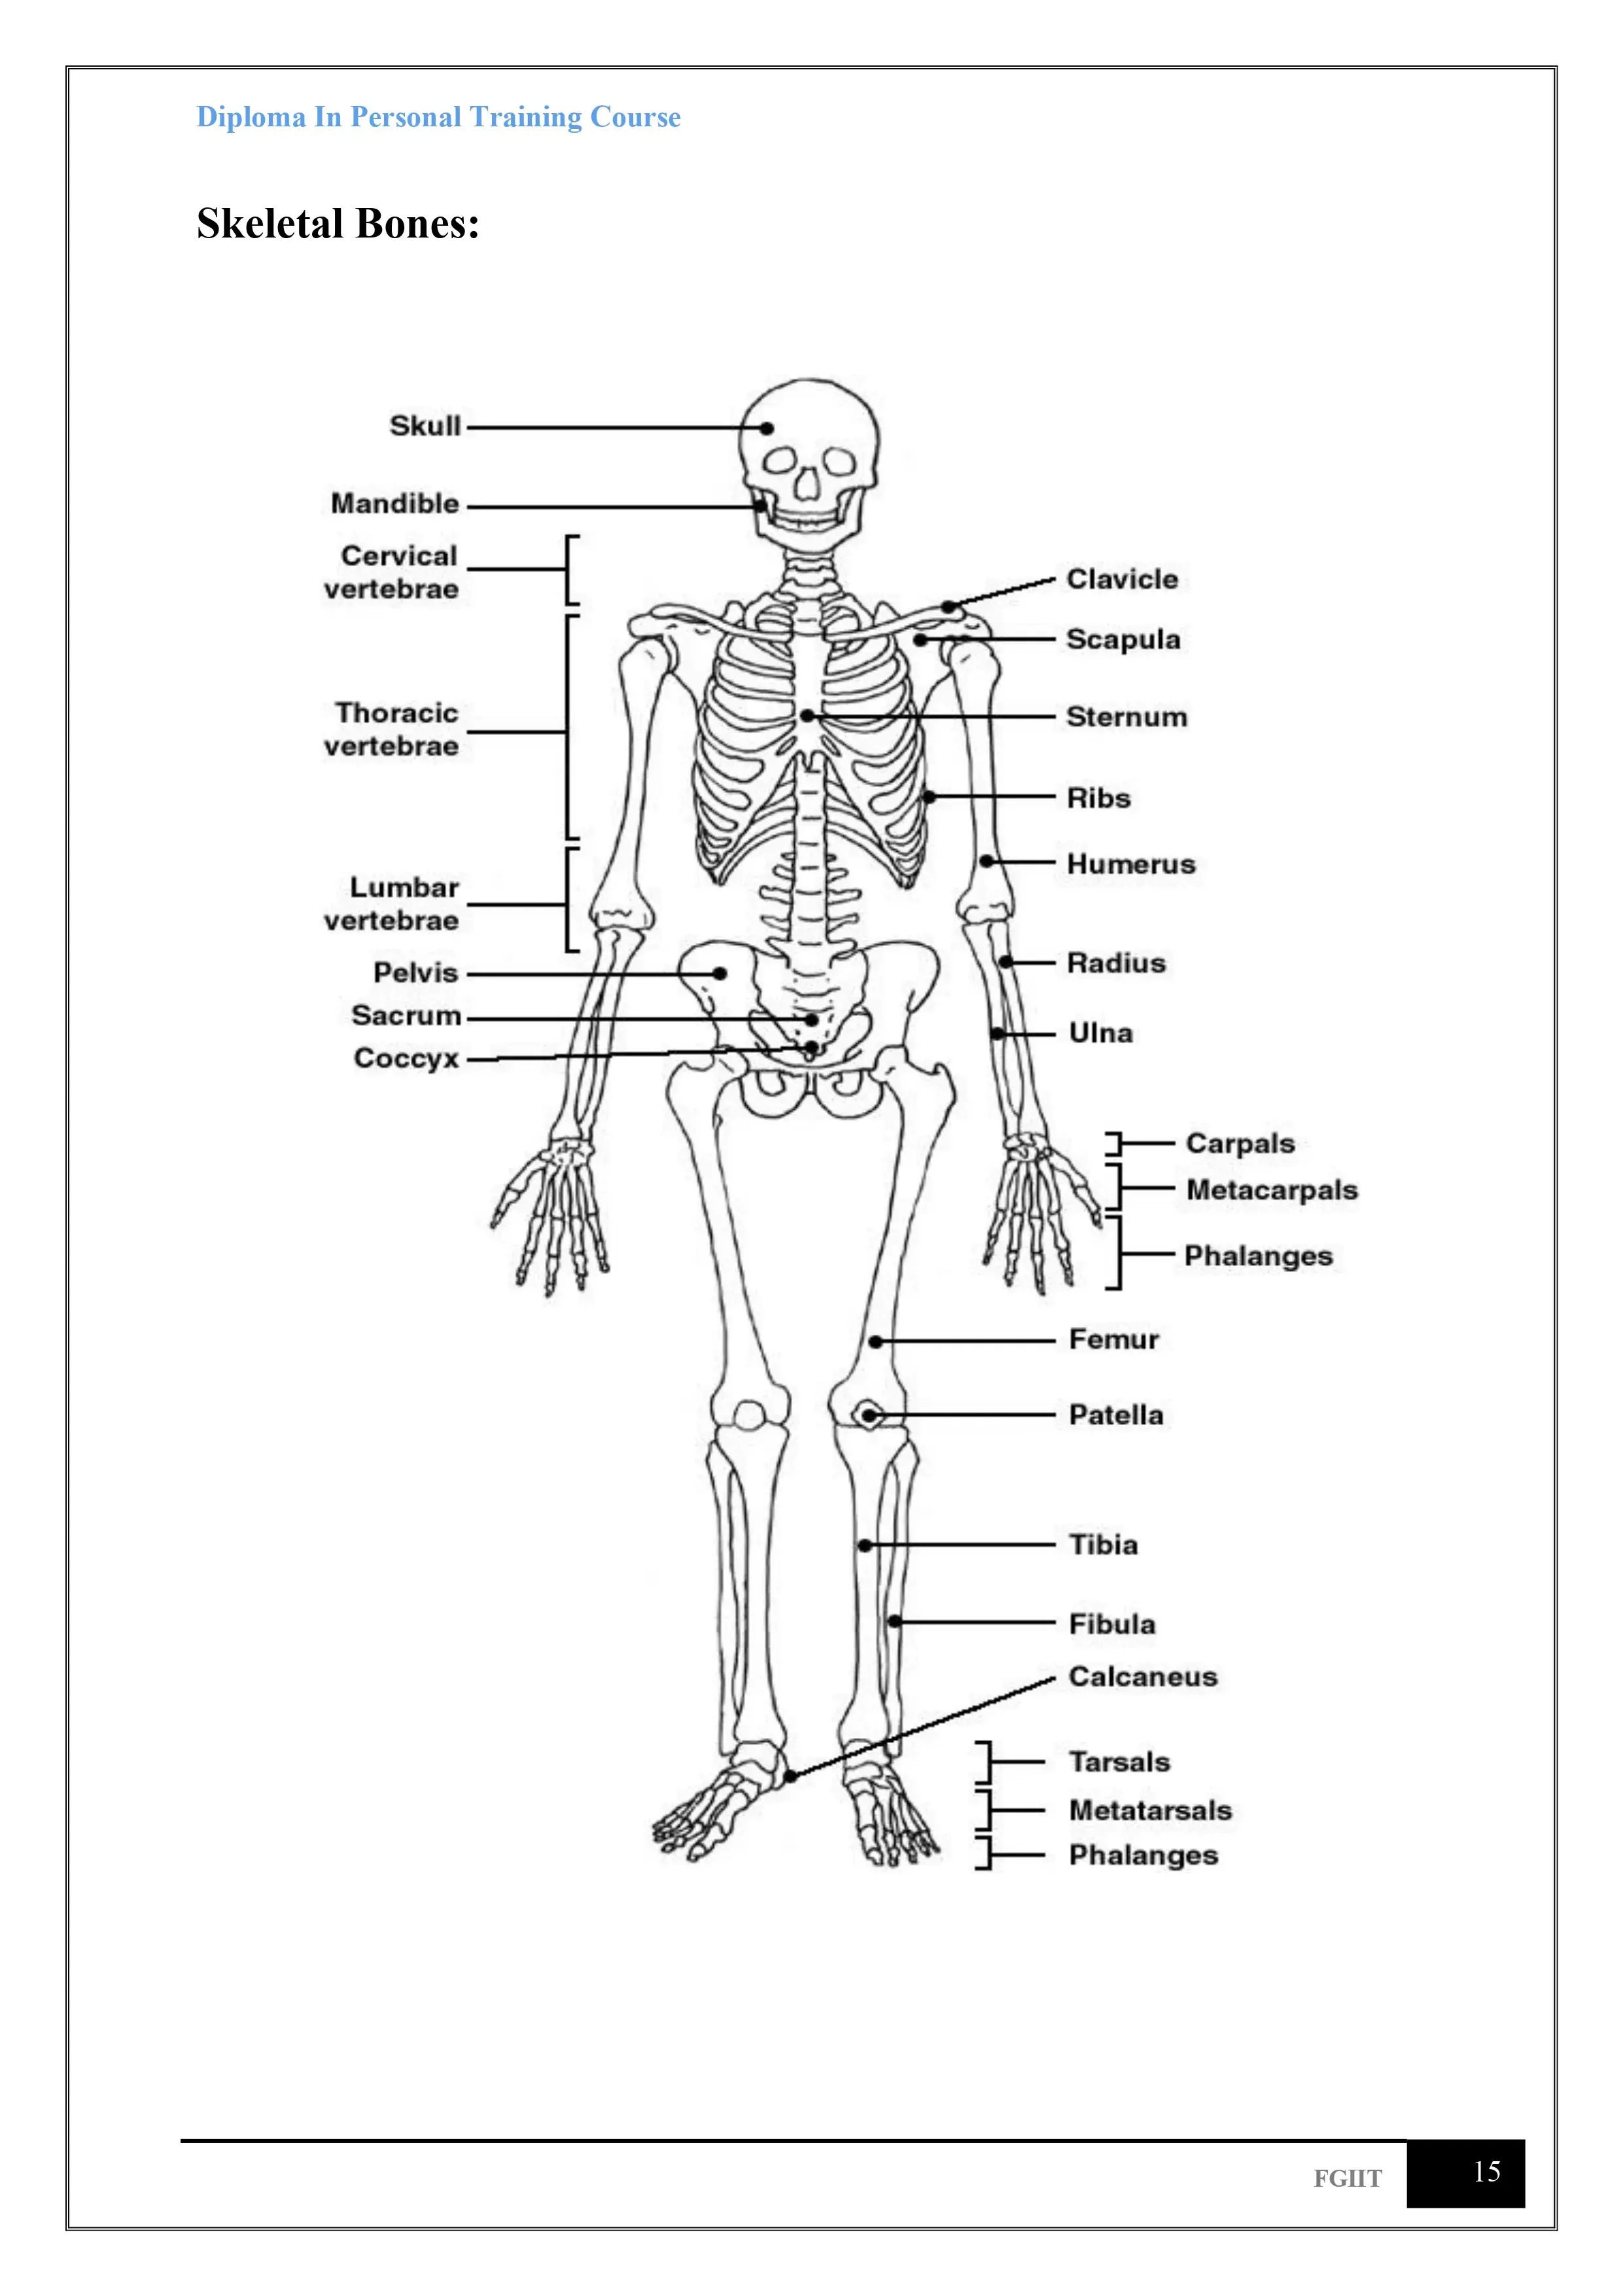 Diploma In Personal Training Course
Skeletal Bones:
Skull
Mandible
Cervical
vertebrae
Thoracic
vertebrae
Lumbar
vertebrae
Pelvis
Sacrum
Coccyx
Clavicle
Scapula
Sternum
Ribs
Humerus
Radius
Ulna
Carpals
Metacarpals
Phalanges
Femur
Patella
Tibia
Fibula
Calcaneus
Tarsals
Metatarsals
Phalanges
FGIIT
15